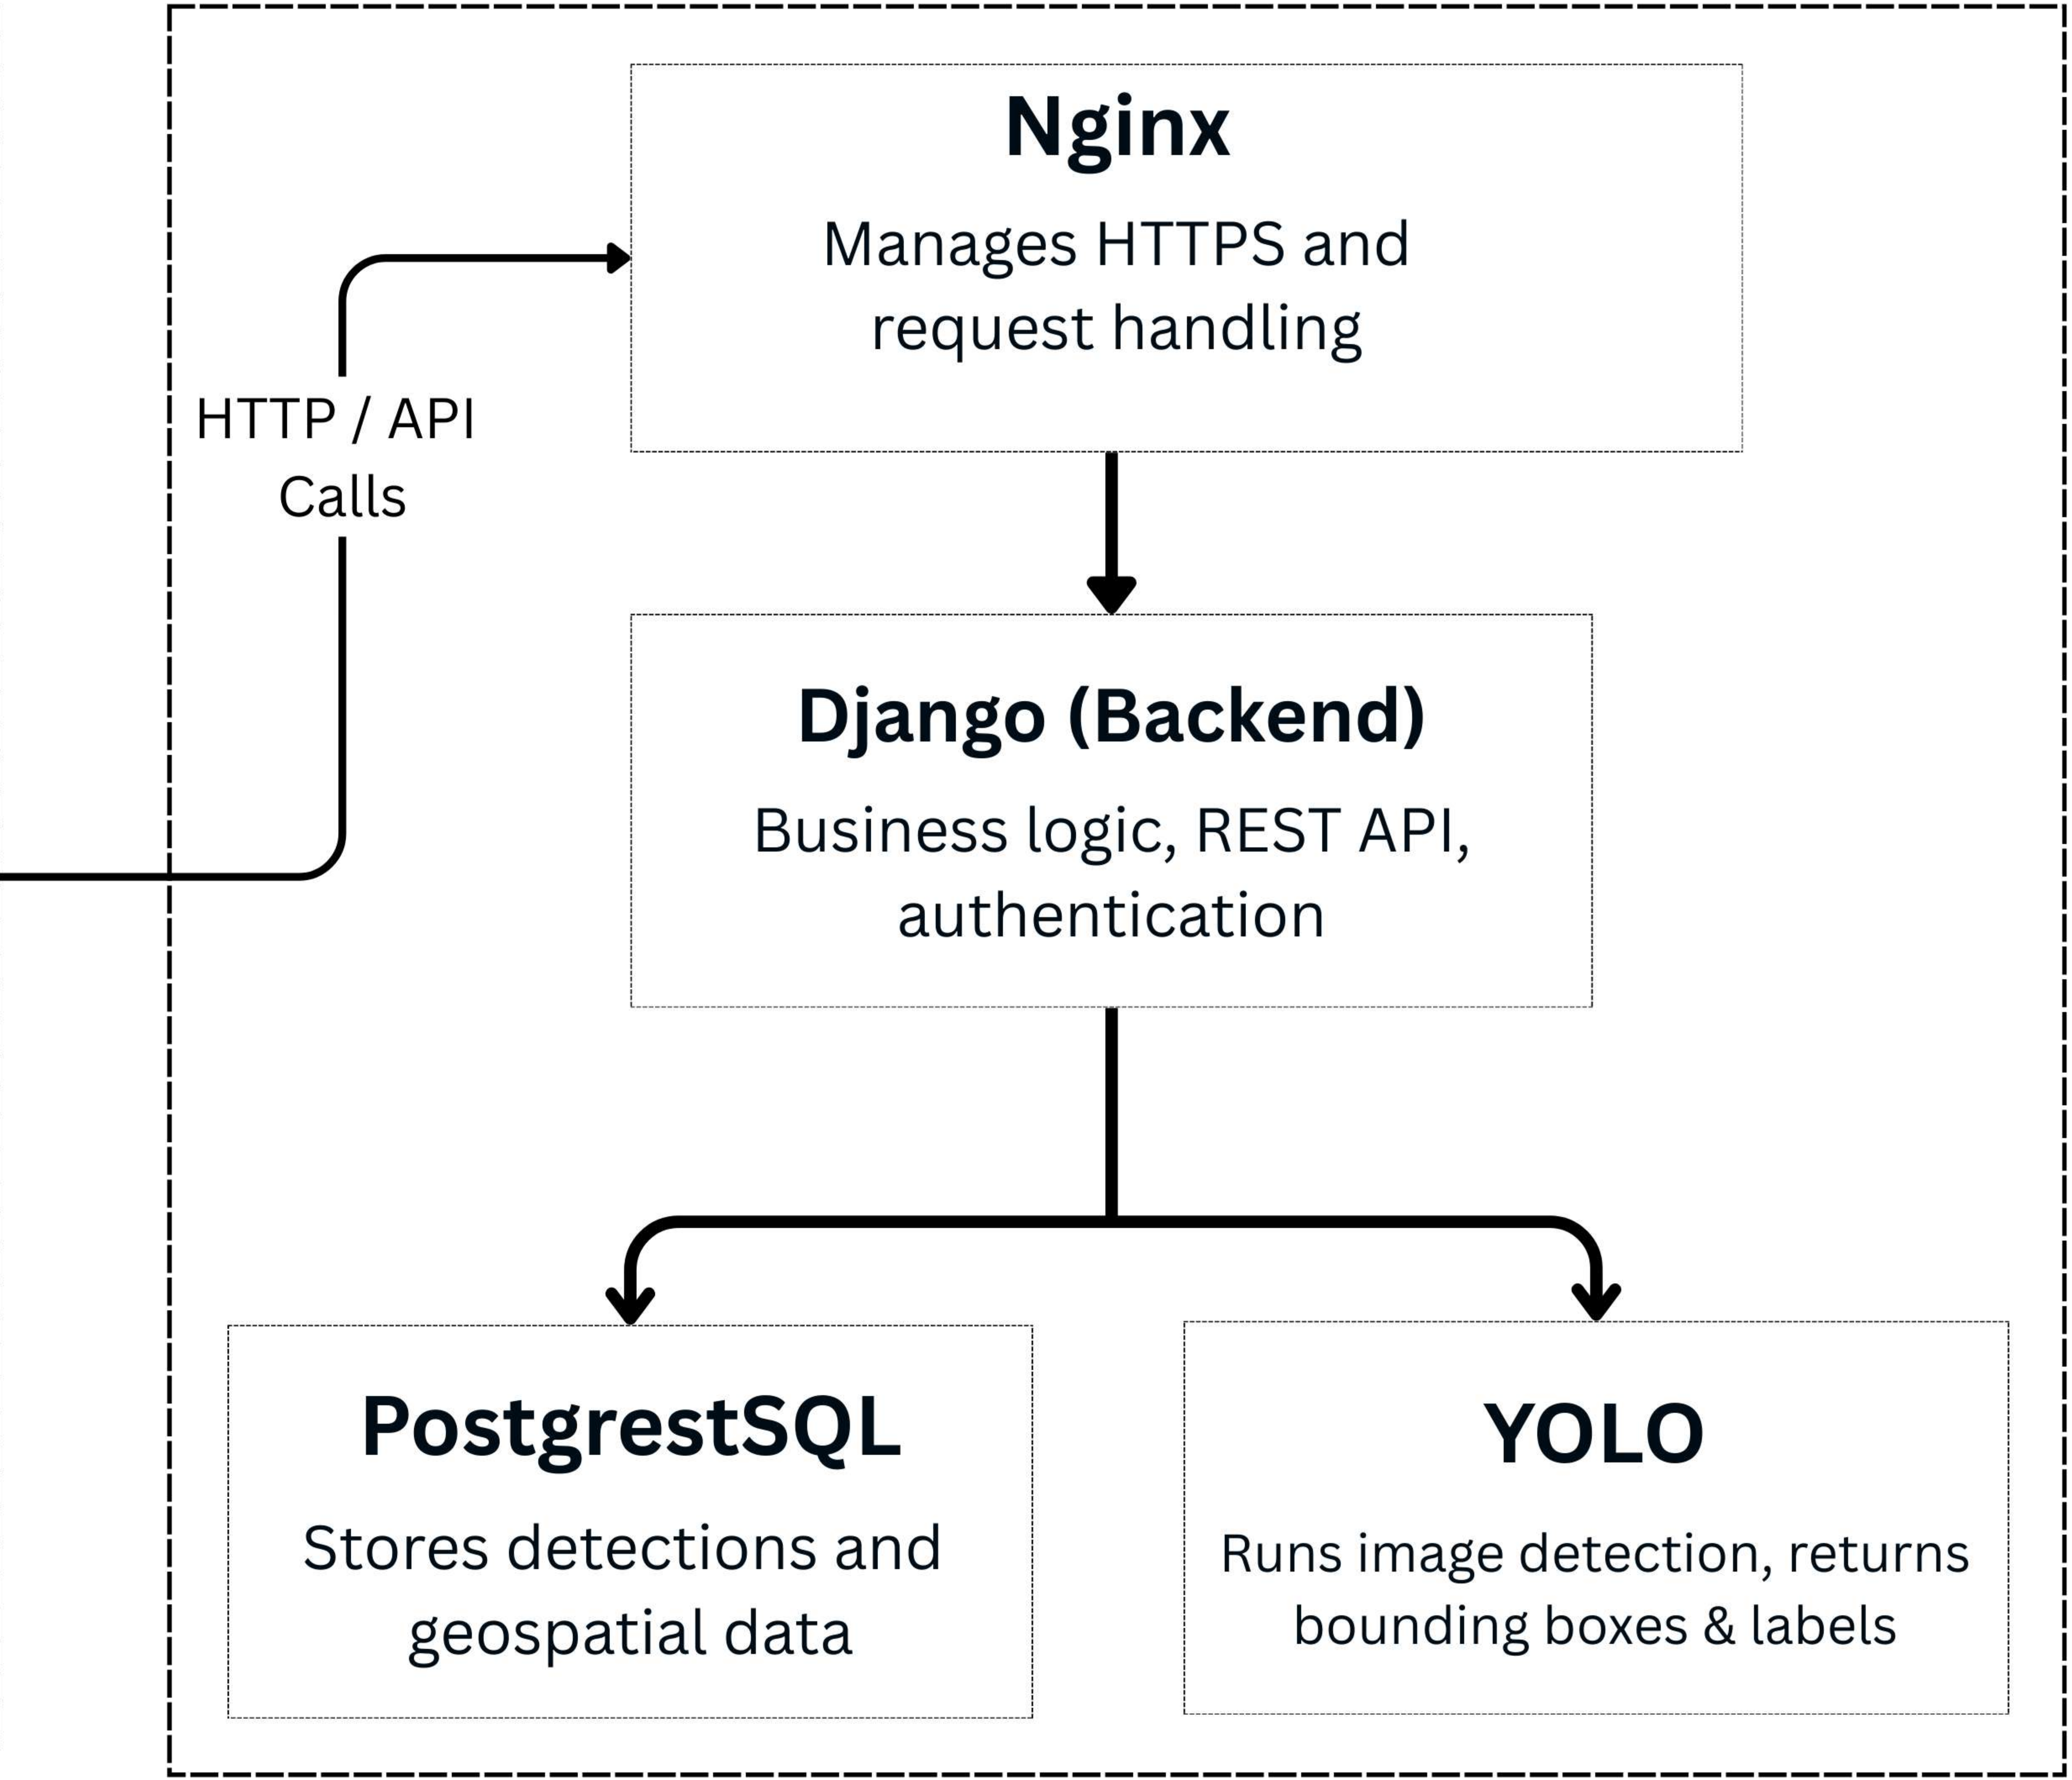 Nginx
Manages HTTPS and
request handling
HTTP / API
Calls
Django (Backend)
Business logic, REST API,
authentication
PostgrestSQL
Stores detections and
geospatial data
YOLO
Runs image detection, returns
bounding boxes & labels